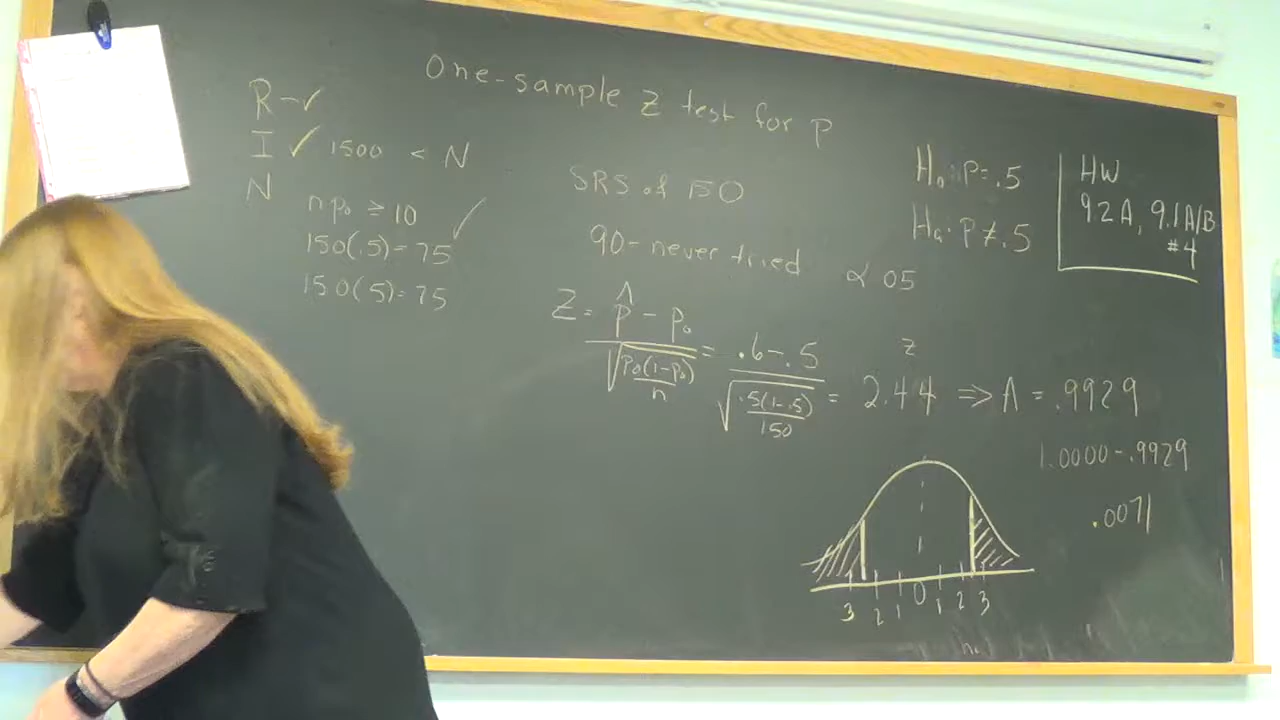 One-sample Z test for p
R - ✓
I ✓ 1500 < N
N
n p₀ ≥ 10
150(.5) = 75 ✓
150(.5) = 75
SRS of 150
90 - never tried
α .05
H₀: p = .5
Hₐ: p ≠ .5
HW
9.2A, 9.1A/B
#4
Z = p̂ - p₀ / √(p₀(1-p₀)/n) = .6 - .5 / √(.5(1-.5)/150) = 2.44 ⇒ A = .9929
z
1.0000 - .9929
.0071
3 2 1 0 1 2 3